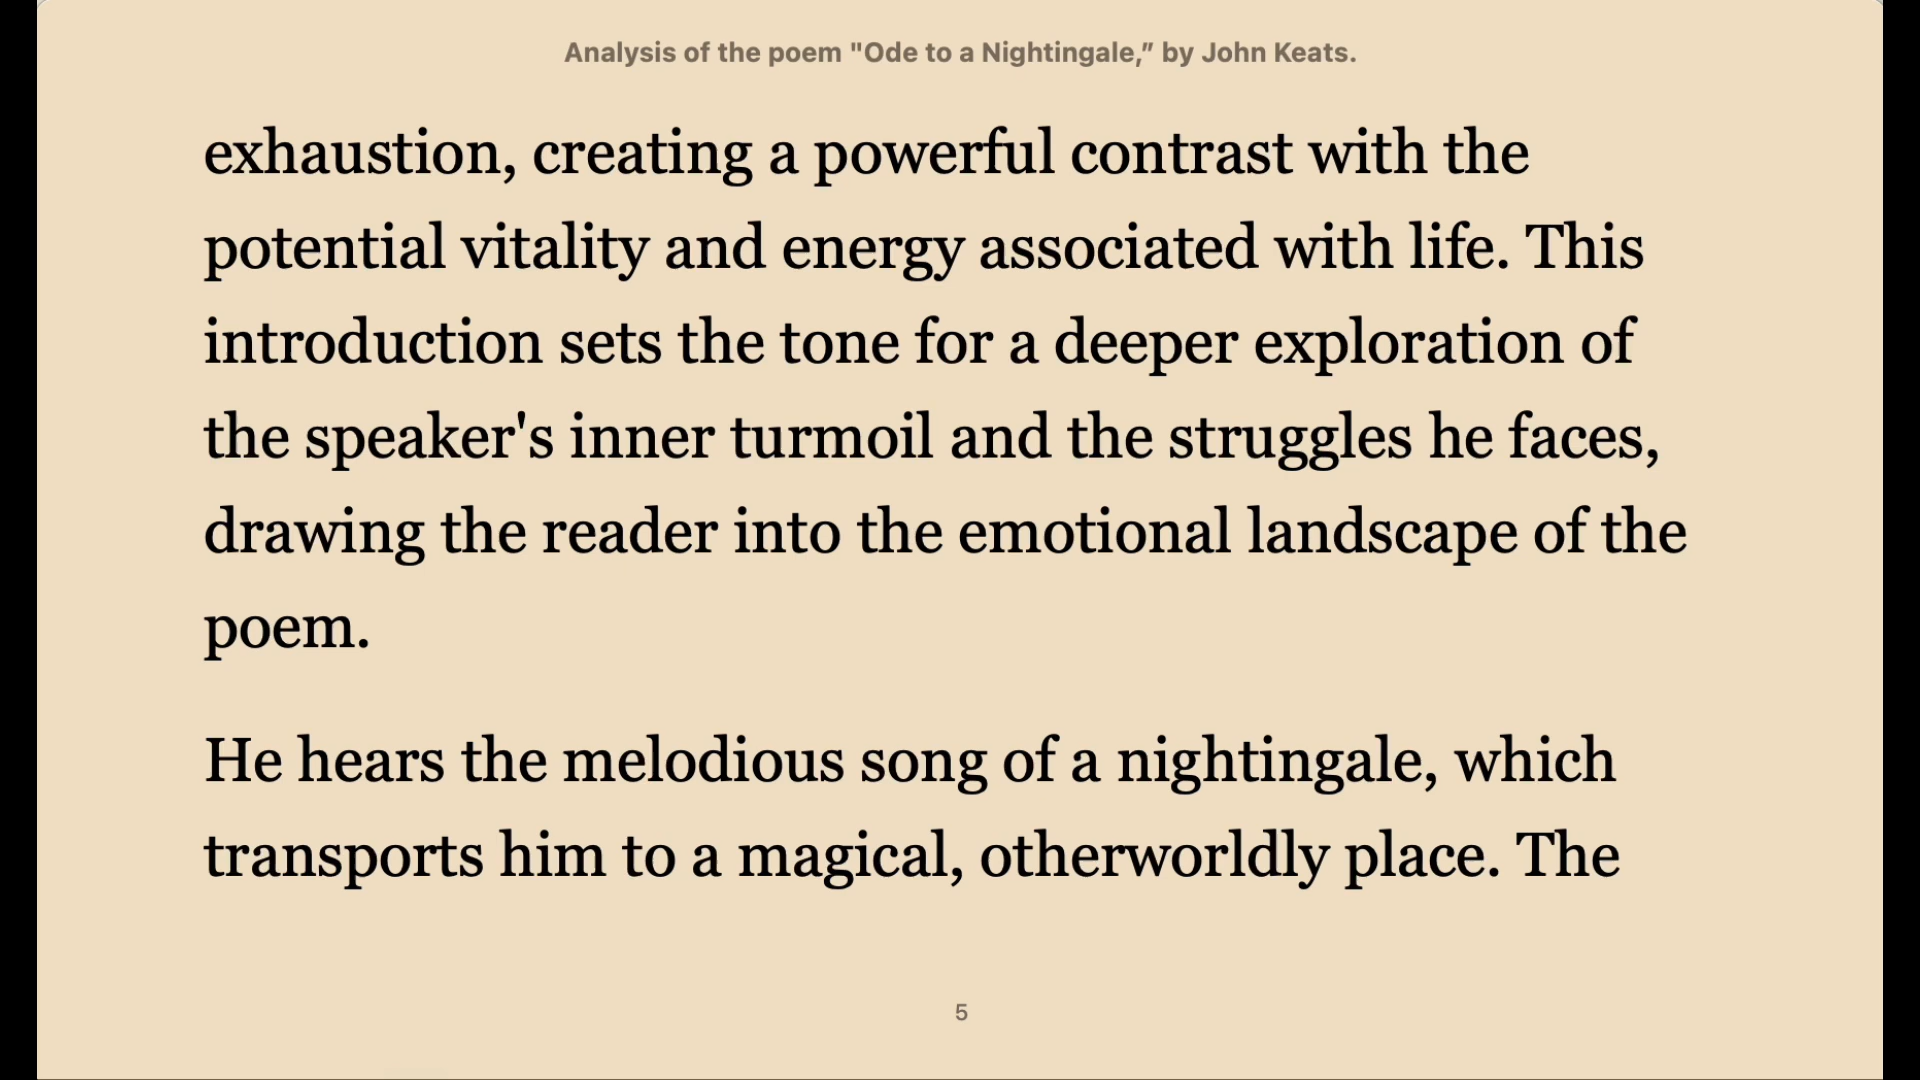 Analysis of the poem "Ode to a Nightingale,” by John Keats.
exhaustion, creating a powerful contrast with the
potential vitality and energy associated with life. This
introduction sets the tone for a deeper exploration of
the speaker's inner turmoil and the struggles he faces,
drawing the reader into the emotional landscape of the
poem.
He hears the melodious song of a nightingale, which
transports him to a magical, otherworldly place. The
5